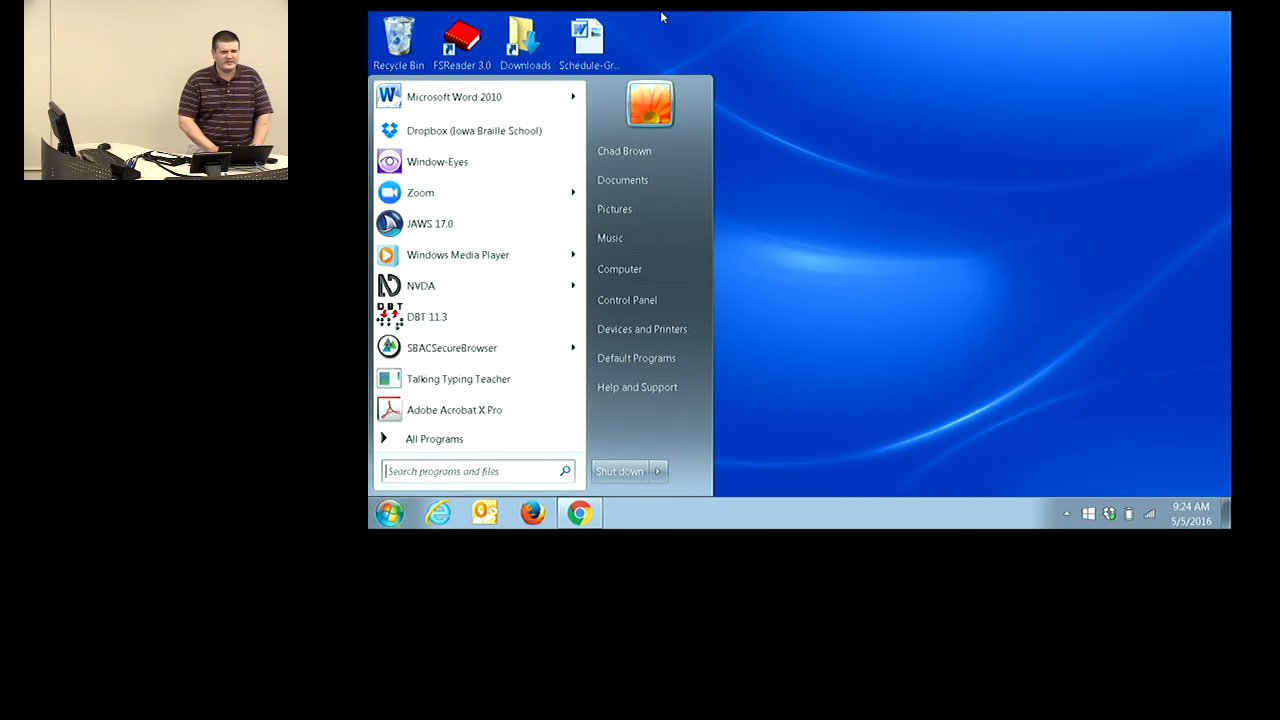 Recycle Bin
FSReader 3.0
Downloads
Schedule-Gr...
Microsoft Word 2010
Dropbox (Iowa Braille School)
Window-Eyes
Zoom
JAWS 17.0
Windows Media Player
NVDA
DBT 11.3
SBACSecureBrowser
Talking Typing Teacher
Adobe Acrobat X Pro
All Programs
Search programs and files
Chad Brown
Documents
Pictures
Music
Computer
Control Panel
Devices and Printers
Default Programs
Help and Support
Shut down
9:24 AM
5/5/2016